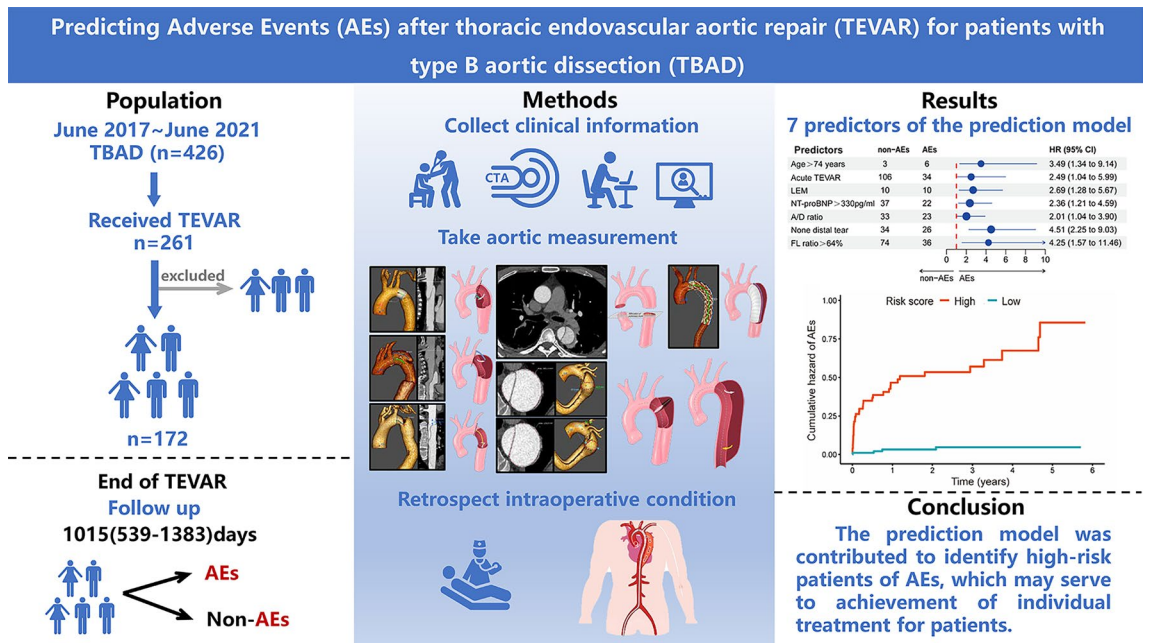 Predicting Adverse Events (AEs) after thoracic endovascular aortic repair (TEVAR) for patients with
type B aortic dissection (TBAD)
Population
June 2017~June 2021
TBAD (n=426)
Received TEVAR
n=261
excluded
n=172
End of TEVAR
Follow up
1015(539-1383)days
AEs
Non-AEs
Methods
Collect clinical information
CTA
Take aortic measurement
Retrospect intraoperative condition
Results
7 predictors of the prediction model
Predictors non-AEs AEs HR (95% CI)
Age>74 years 3 6 3.49 (1.34 to 9.14)
Acute TEVAR 106 34 2.49 (1.04 to 5.99)
LEM 10 10 2.69 (1.28 to 5.67)
NT-proBNP>330pg/ml 37 22 2.36 (1.21 to 4.59)
A/D ratio 33 23 2.01 (1.04 to 3.90)
None distal tear 34 26 4.51 (2.25 to 9.03)
FL ratio>64% 74 36 4.25 (1.57 to 11.46)
0 2 4 6 8 10
non-AEs AEs
Risk score High Low
Cumulative hazard of AEs
1.00
0.75
0.50
0.25
0.00
0 1 2 3 4 5 6
Time (years)
Conclusion
The prediction model was
contributed to identify high-risk
patients of AEs, which may serve
to achievement of individual
treatment for patients.